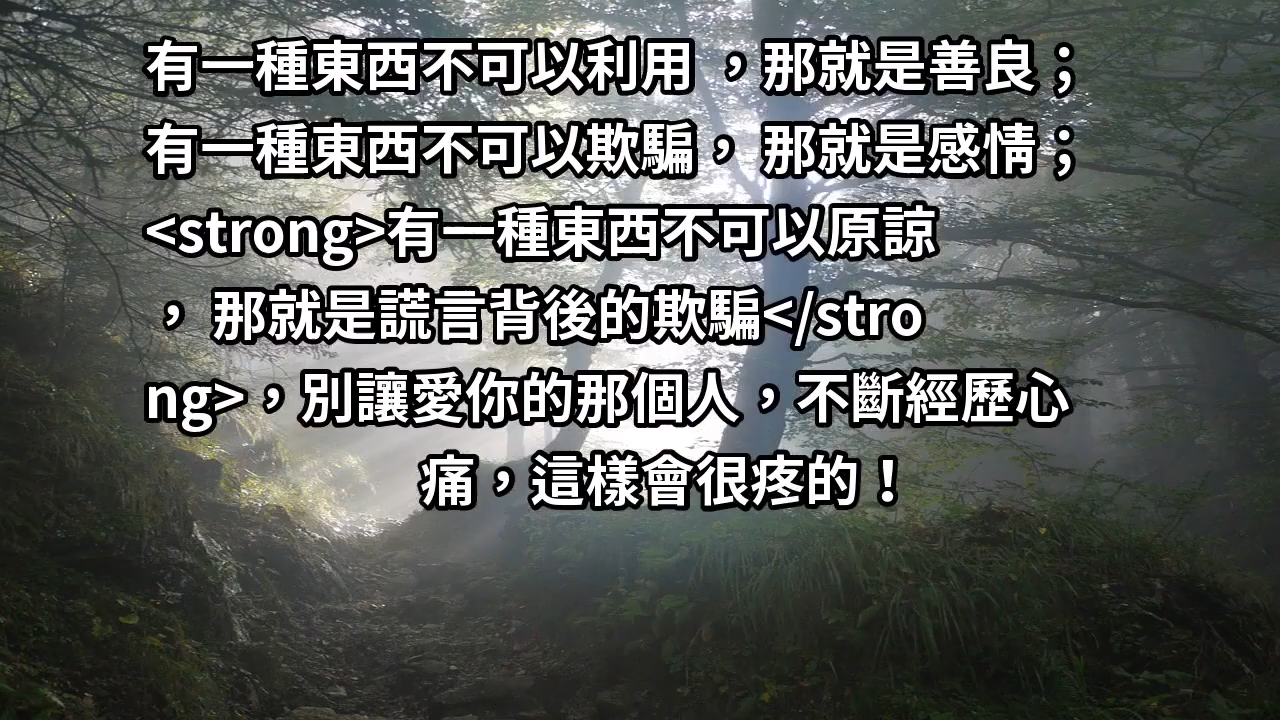 有一種東西不可以利用 ，那就是善良；
有一種東西不可以欺騙， 那就是感情；
<strong>有一種東西不可以原諒
， 那就是謊言背後的欺騙</stro
ng>，別讓愛你的那個人，不斷經歷心
痛，這樣會很疼的！